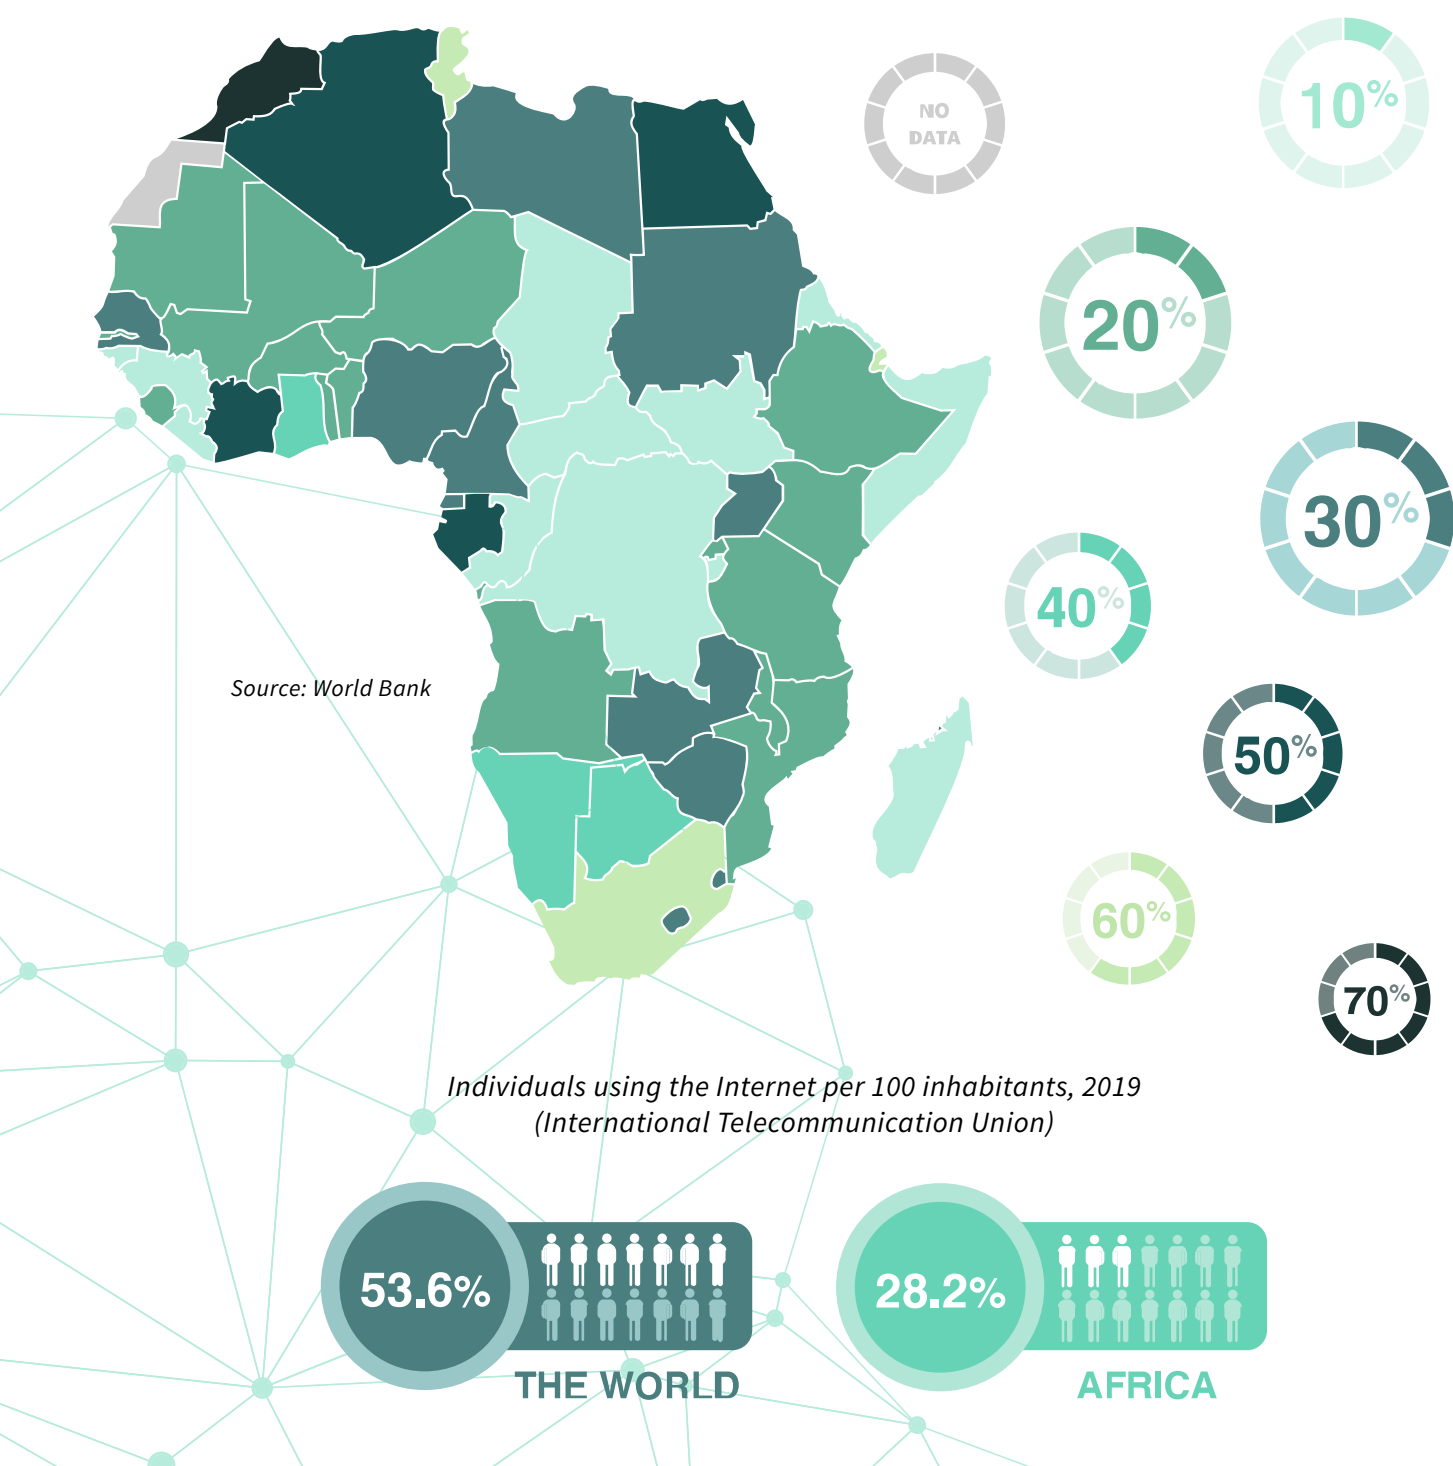 NO
DATA
10%
20%
30%
40%
Source: World Bank
50%
60%
70%
Individuals using the Internet per 100 inhabitants, 2019
(International Telecommunication Union)
53.6%
THE WORLD
28.2%
AFRICA